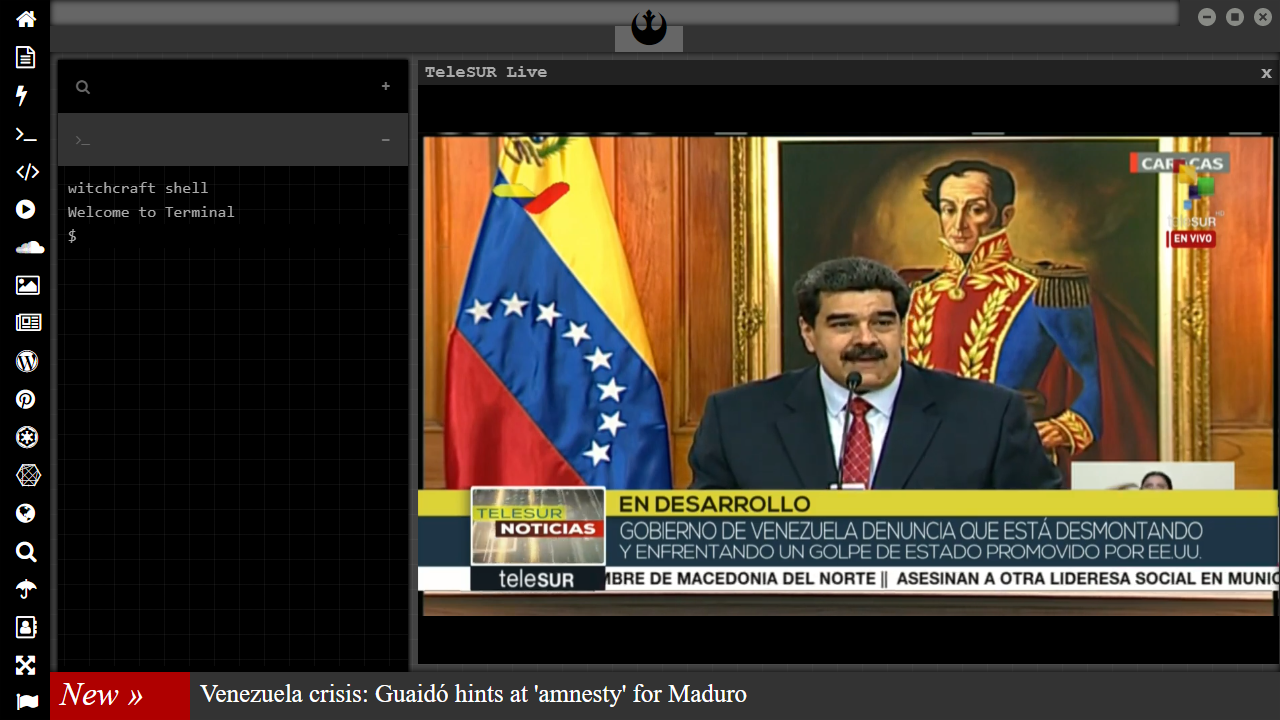 TeleSUR Live
x
+
>_
−
witchcraft shell
Welcome to Terminal
$
CARACAS
teleSUR HD
EN VIVO
EN DESARROLLO
TELESUR
NOTICIAS
GOBIERNO DE VENEZUELA DENUNCIA QUE ESTÁ DESMONTANDO
Y ENFRENTANDO UN GOLPE DE ESTADO PROMOVIDO POR EE.UU.
teleSUR
MBRE DE MACEDONIA DEL NORTE || ASESINAN A OTRA LIDERESA SOCIAL EN MUNIC
New »
Venezuela crisis: Guaidó hints at 'amnesty' for Maduro